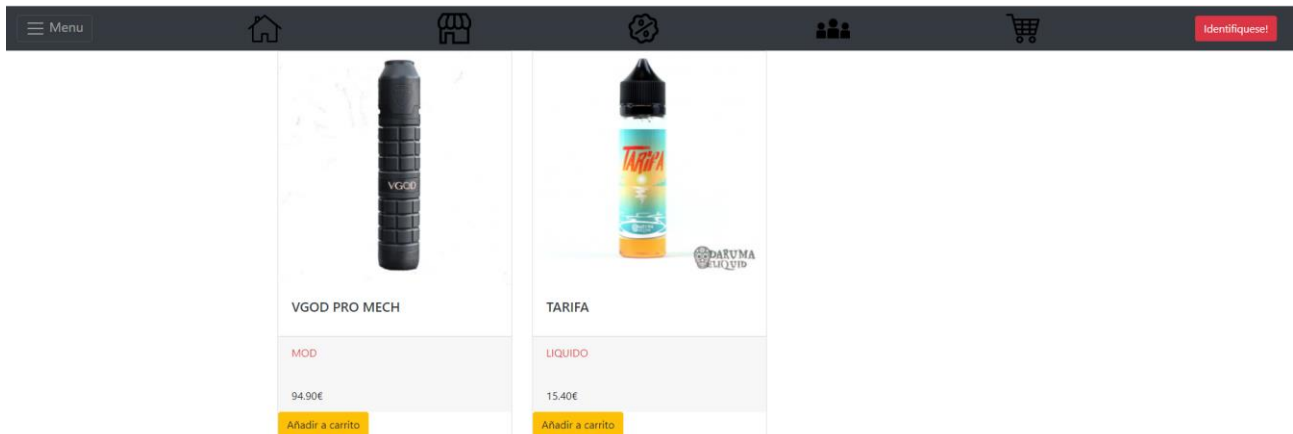 Menu
Identifiquese!
VGOD
TARIFA
DARUMA
ELIQUID
VGOD PRO MECH
TARIFA
MOD
LIQUIDO
94.90€
15.40€
Añadir a carrito
Añadir a carrito